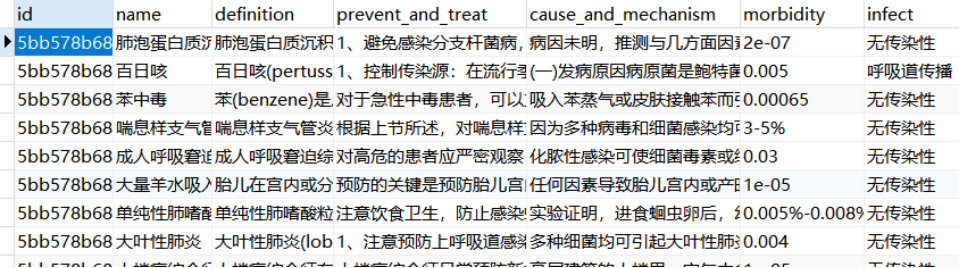 id name definition prevent_and_treat cause_and_mechanism morbidity infect
5bb578b68 肺泡蛋白质沉 肺泡蛋白质沉积 1、避免感染分支杆菌病, 病因未明，推测与几方面因素 2e-07 无传染性
5bb578b68 百日咳 百日咳(pertuss 1、控制传染源：在流行季 (一)发病原因病原菌是鲍特菌 0.005 呼吸道传播
5bb578b68 苯中毒 苯(benzene)是 对于急性中毒患者，可以 吸入苯蒸气或皮肤接触苯而引 0.00065 无传染性
5bb578b68 喘息样支气管 喘息样支气管炎 根据上节所述，对喘息样 因为多种病毒和细菌感染均可 3-5% 无传染性
5bb578b68 成人呼吸窘迫 成人呼吸窘迫综 对高危的患者应严密观察 化脓性感染可使细菌毒素或 0.03 无传染性
5bb578b68 大量羊水吸入 胎儿在宫内或分 预防的关键是预防胎儿宫 任何因素导致胎儿宫内或产 1e-05 无传染性
5bb578b68 单纯性肺嗜酸 单纯性肺嗜酸粒 注意饮食卫生，防止感染 实验证明，进食蛔虫卵后， 0.005%-0.008% 无传染性
5bb578b68 大叶性肺炎 大叶性肺炎(lob 1、注意预防上呼吸道感染 多种细菌均可引起大叶性肺 0.004 无传染性